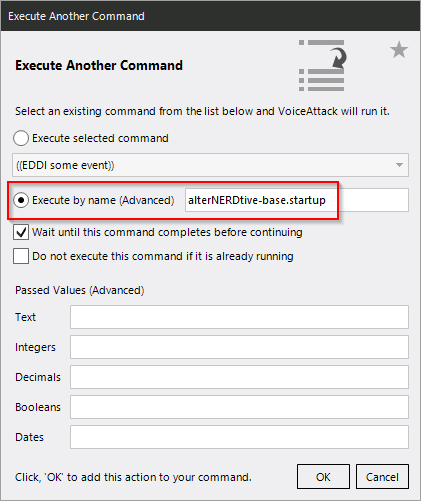 Execute Another Command
Execute Another Command
Select an existing command from the list below and VoiceAttack will run it.
Execute selected command
((EDDI some event))
Execute by name (Advanced) alterNERDtive-base.startup
Wait until this command completes before continuing
Do not execute this command if it is already running
Passed Values (Advanced)
Text
Integers
Decimals
Booleans
Dates
Click, 'OK' to add this action to your command. OK Cancel